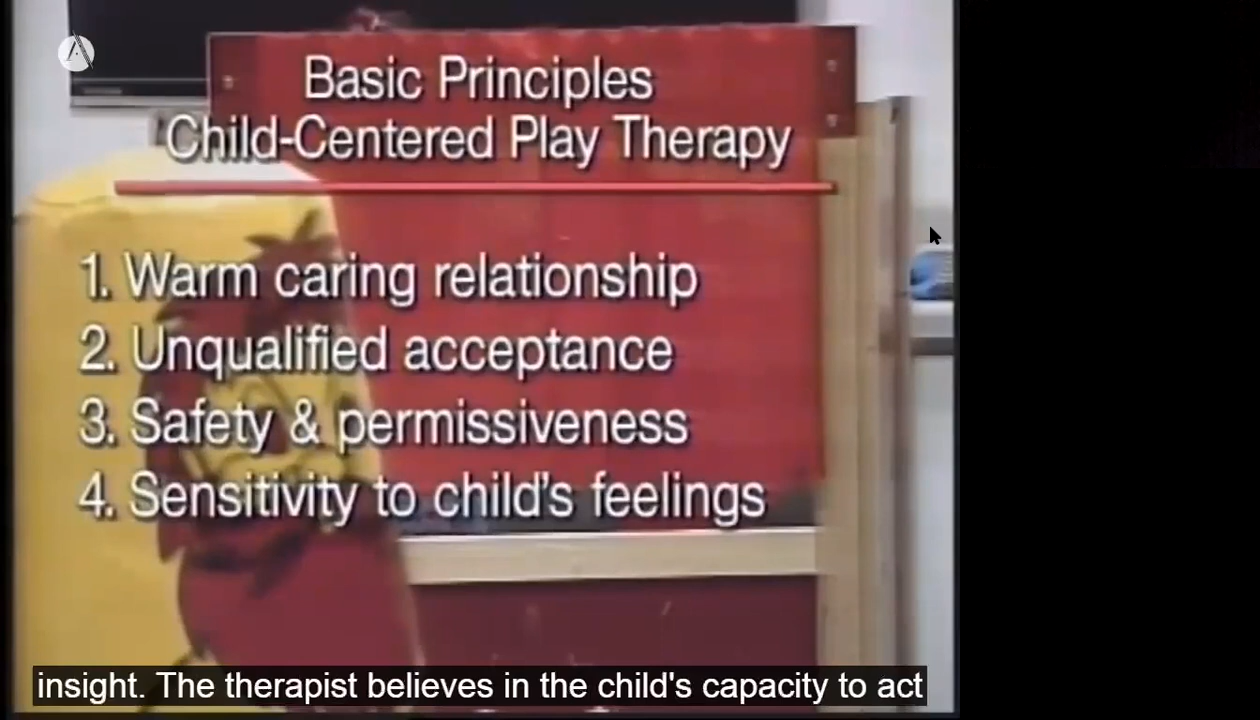 Basic Principles
Child-Centered Play Therapy
1. Warm caring relationship
2. Unqualified acceptance
3. Safety & permissiveness
4. Sensitivity to child's feelings
insight. The therapist believes in the child's capacity to act